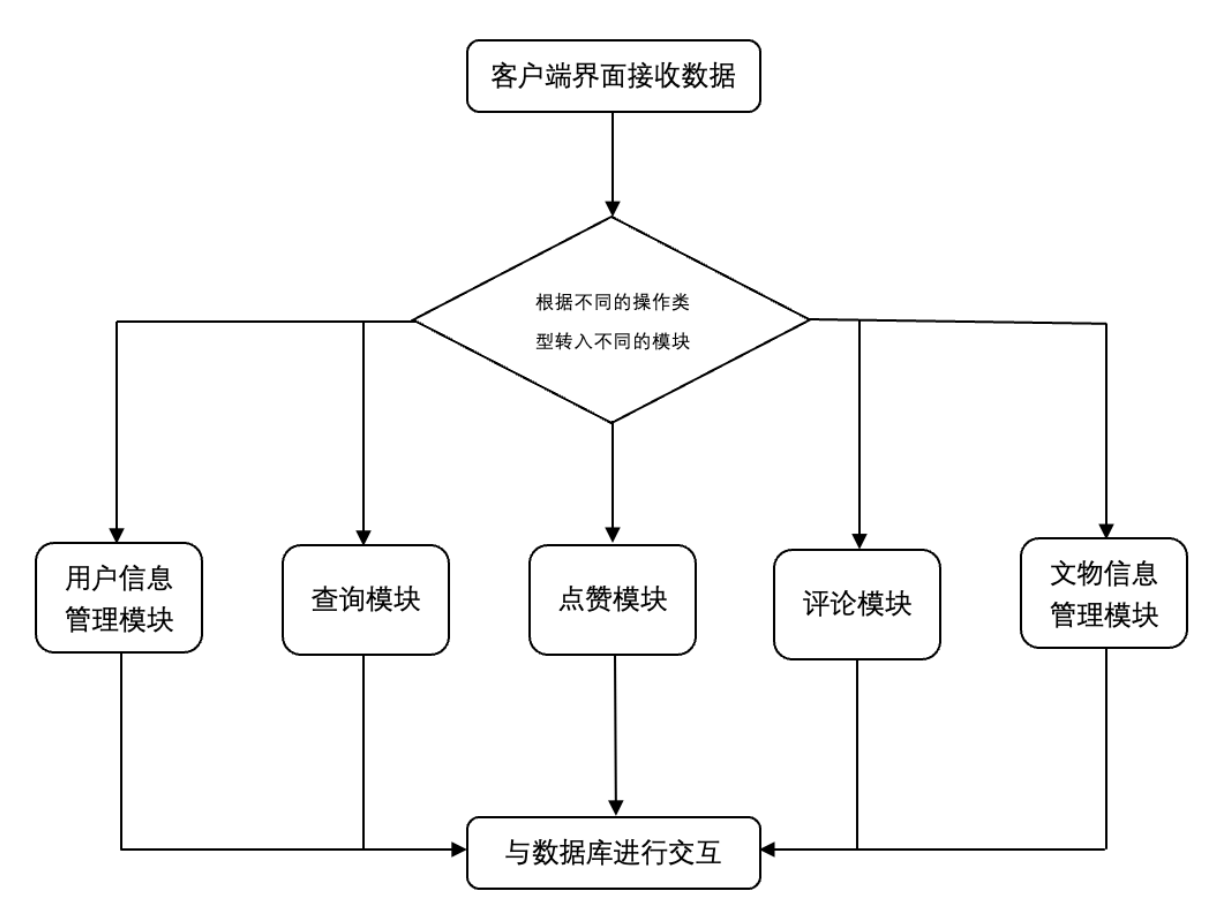 客户端界面接收数据
根据不同的操作类
型转入不同的模块
用户信息
管理模块
查询模块
点赞模块
评论模块
文物信息
管理模块
与数据库进行交互